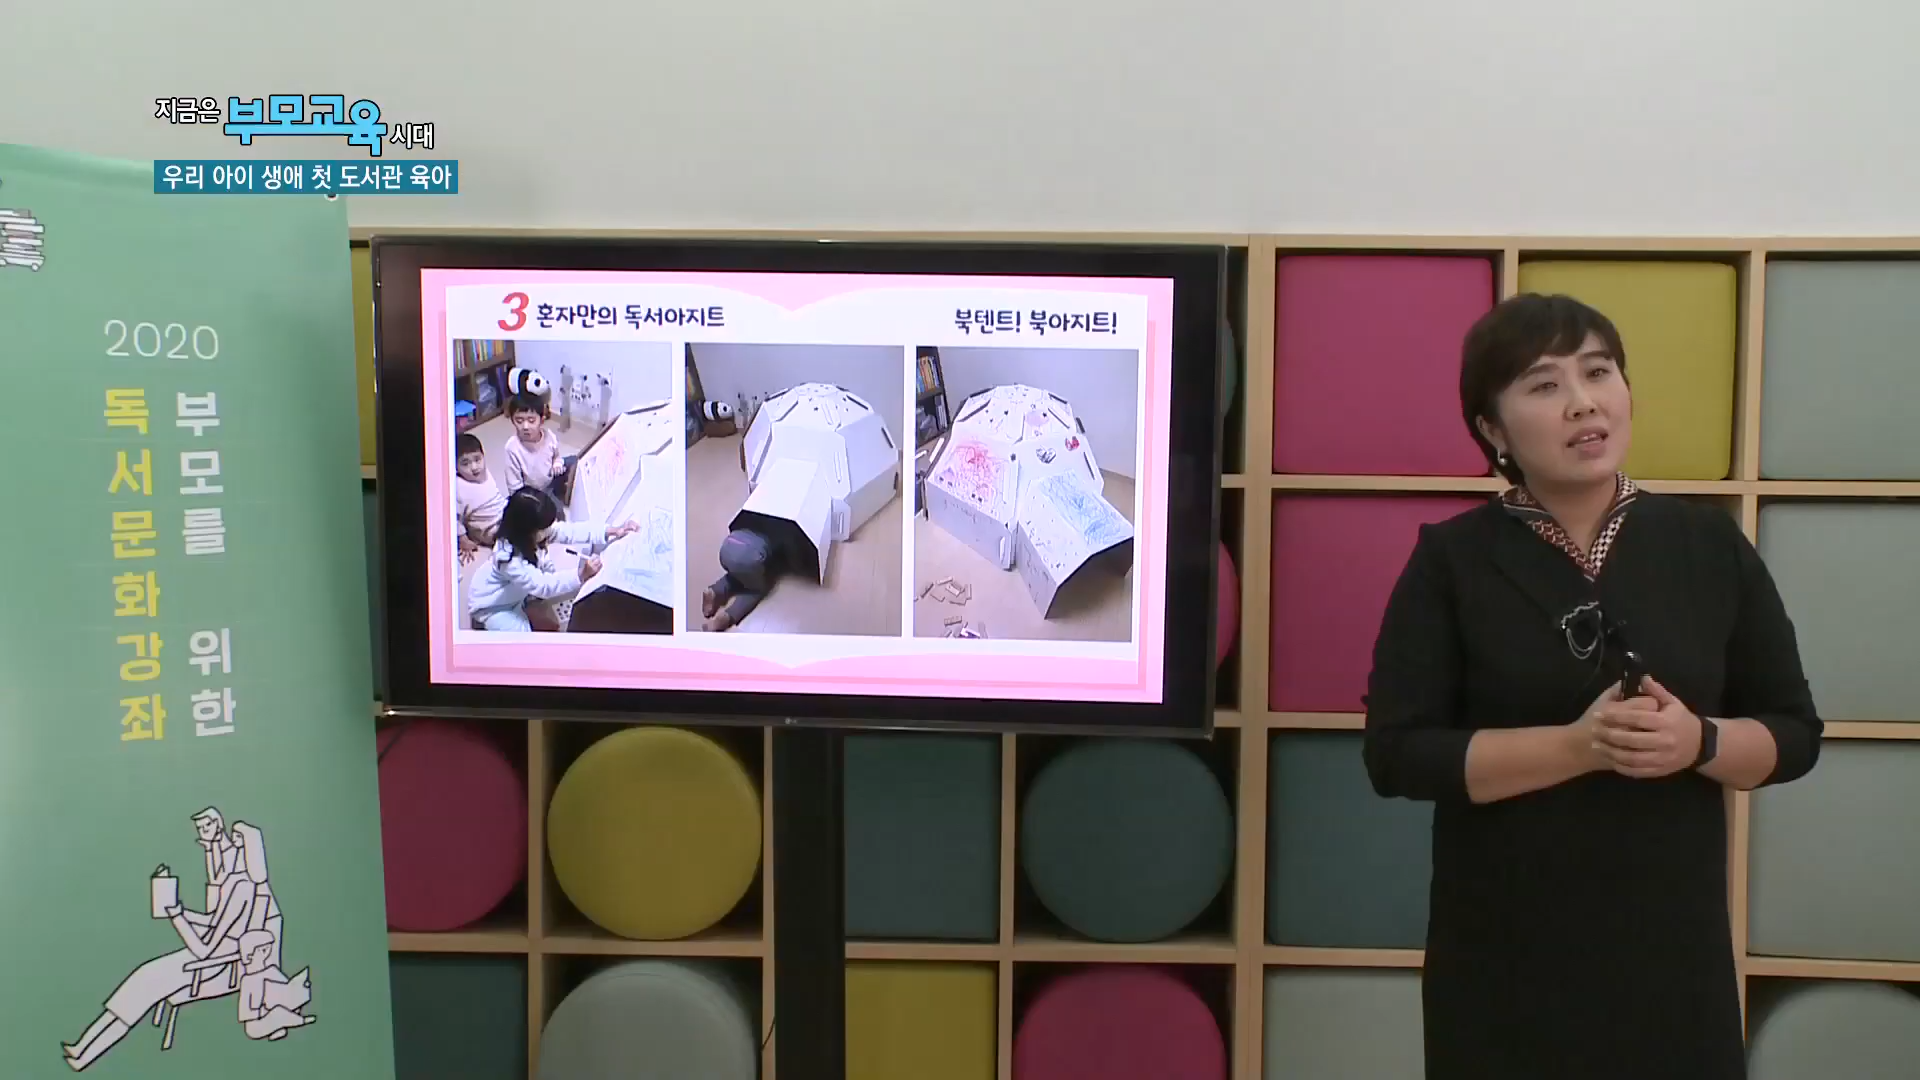 지금은 부모교육 시대
우리 아이 생애 첫 도서관 육아
2020
부모를 위한
독서문화강좌
3 혼자만의 독서아지트
북텐트! 북아지트!
LG